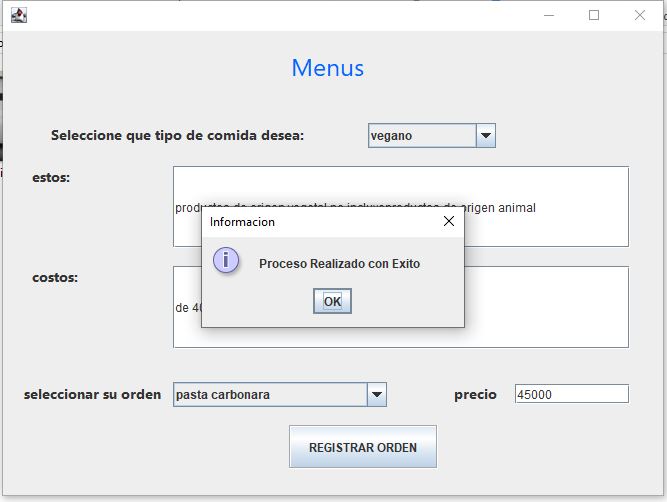 Menus
Seleccione que tipo de comida desea:
vegano
estos:
productos de origen vegetal no incluyeproductos de origen animal
Informacion
Proceso Realizado con Exito
OK
costos:
de 40
seleccionar su orden
pasta carbonara
precio
45000
REGISTRAR ORDEN